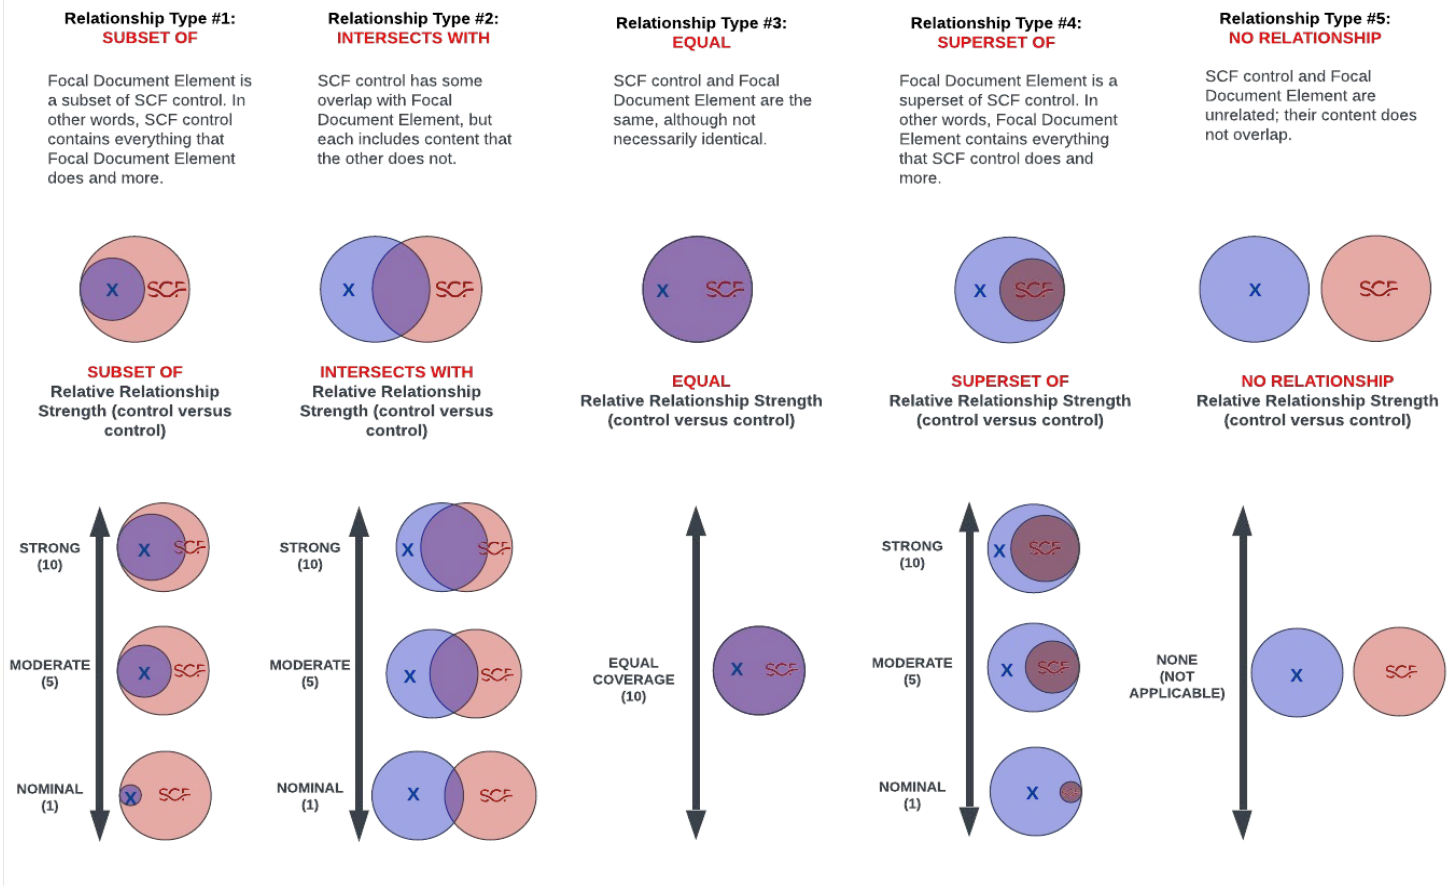 Relationship Type #1:
SUBSET OF
Focal Document Element is
a subset of SCF control. In
other words, SCF control
contains everything that
Focal Document Element
does and more.
X
SCF
SUBSET OF
Relative Relationship
Strength (control versus
control)
STRONG
(10)
X
SCF
MODERATE
(5)
X
SCF
NOMINAL
(1)
X
SCF
Relationship Type #2:
INTERSECTS WITH
SCF control has some
overlap with Focal
Document Element, but
each includes content that
the other does not.
X
SCF
INTERSECTS WITH
Relative Relationship
Strength (control versus
control)
STRONG
(10)
X
SCF
MODERATE
(5)
X
SCF
NOMINAL
(1)
X
SCF
Relationship Type #3:
EQUAL
SCF control and Focal
Document Element are the
same, although not
necessarily identical.
X
SCF
EQUAL
Relative Relationship Strength
(control versus control)
EQUAL
COVERAGE
(10)
X
SCF
Relationship Type #4:
SUPERSET OF
Focal Document Element is a
superset of SCF control. In
other words, Focal Document
Element contains everything
that SCF control does and
more.
X
SCF
SUPERSET OF
Relative Relationship Strength
(control versus control)
STRONG
(10)
X
SCF
MODERATE
(5)
X
SCF
NOMINAL
(1)
X
SCF
Relationship Type #5:
NO RELATIONSHIP
SCF control and Focal
Document Element are
unrelated; their content does
not overlap.
X
SCF
NO RELATIONSHIP
Relative Relationship Strength
(control versus control)
NONE
(NOT
APPLICABLE)
X
SCF